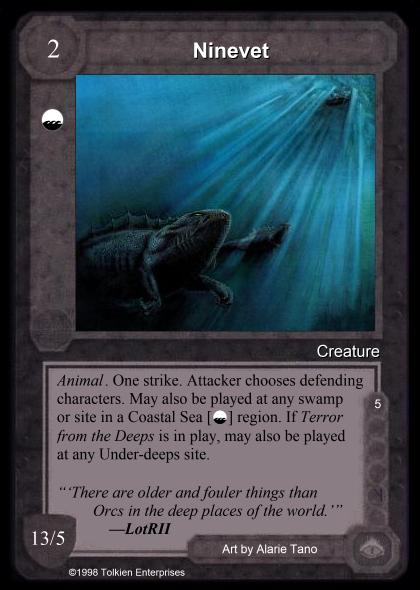 2
Ninevet
Creature
Animal. One strike. Attacker chooses defending
characters. May also be played at any swamp
or site in a Coastal Sea [] region. If Terror
from the Deeps is in play, may also be played
at any Under-deeps site.
5
“‘There are older and fouler things than
Orcs in the deep places of the world.’”
—LotRII
13/5
Art by Alarie Tano
©1998 Tolkien Enterprises